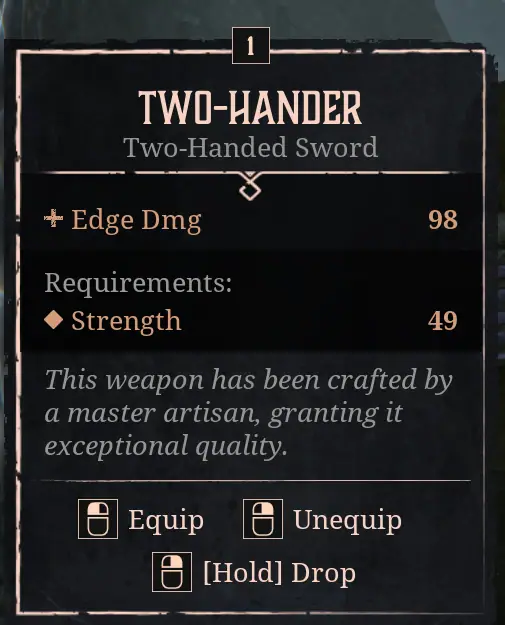 1
TWO-HANDER
Two-Handed Sword
Edge Dmg 98
Requirements:
Strength 49
This weapon has been crafted by
a master artisan, granting it
exceptional quality.
Equip Unequip
[Hold] Drop